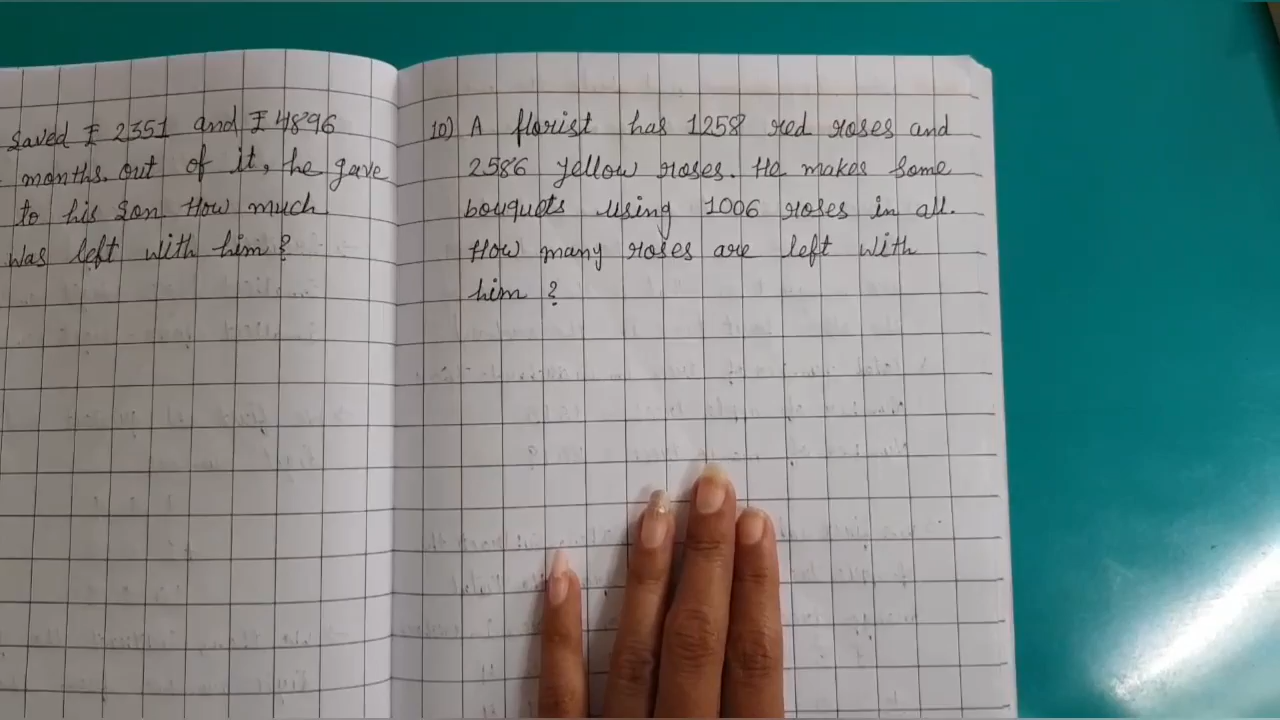 Saved ₹ 2351 and ₹ 4896
months. out of it, he gave
to his son How much
was left with him?
10) A florist has 1258 red roses and
2586 yellow roses. He makes some
bouquets using 1006 roses in all.
How many roses are left with
him ?